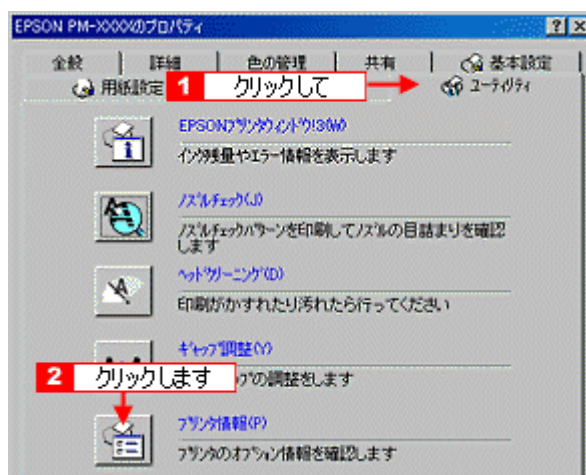 EPSON PM-XXXXのプロパティ
全般 詳細 色の管理 共有 基本設定
用紙設定 1 クリックして ユーティリティ
EPSONプリンタウィンドウ!3(W)
インク残量やエラー情報を表示します
ノズルチェック(J)
ノズルチェックパターンを印刷してノズルの目詰まりを確認
します
ヘッドクリーニング(D)
印刷がかすれたり汚れたら行ってください
ギャップ調整(Y)
2 クリックします プの調整をします
プリンタ情報(P)
プリンタのオプション情報を確認します